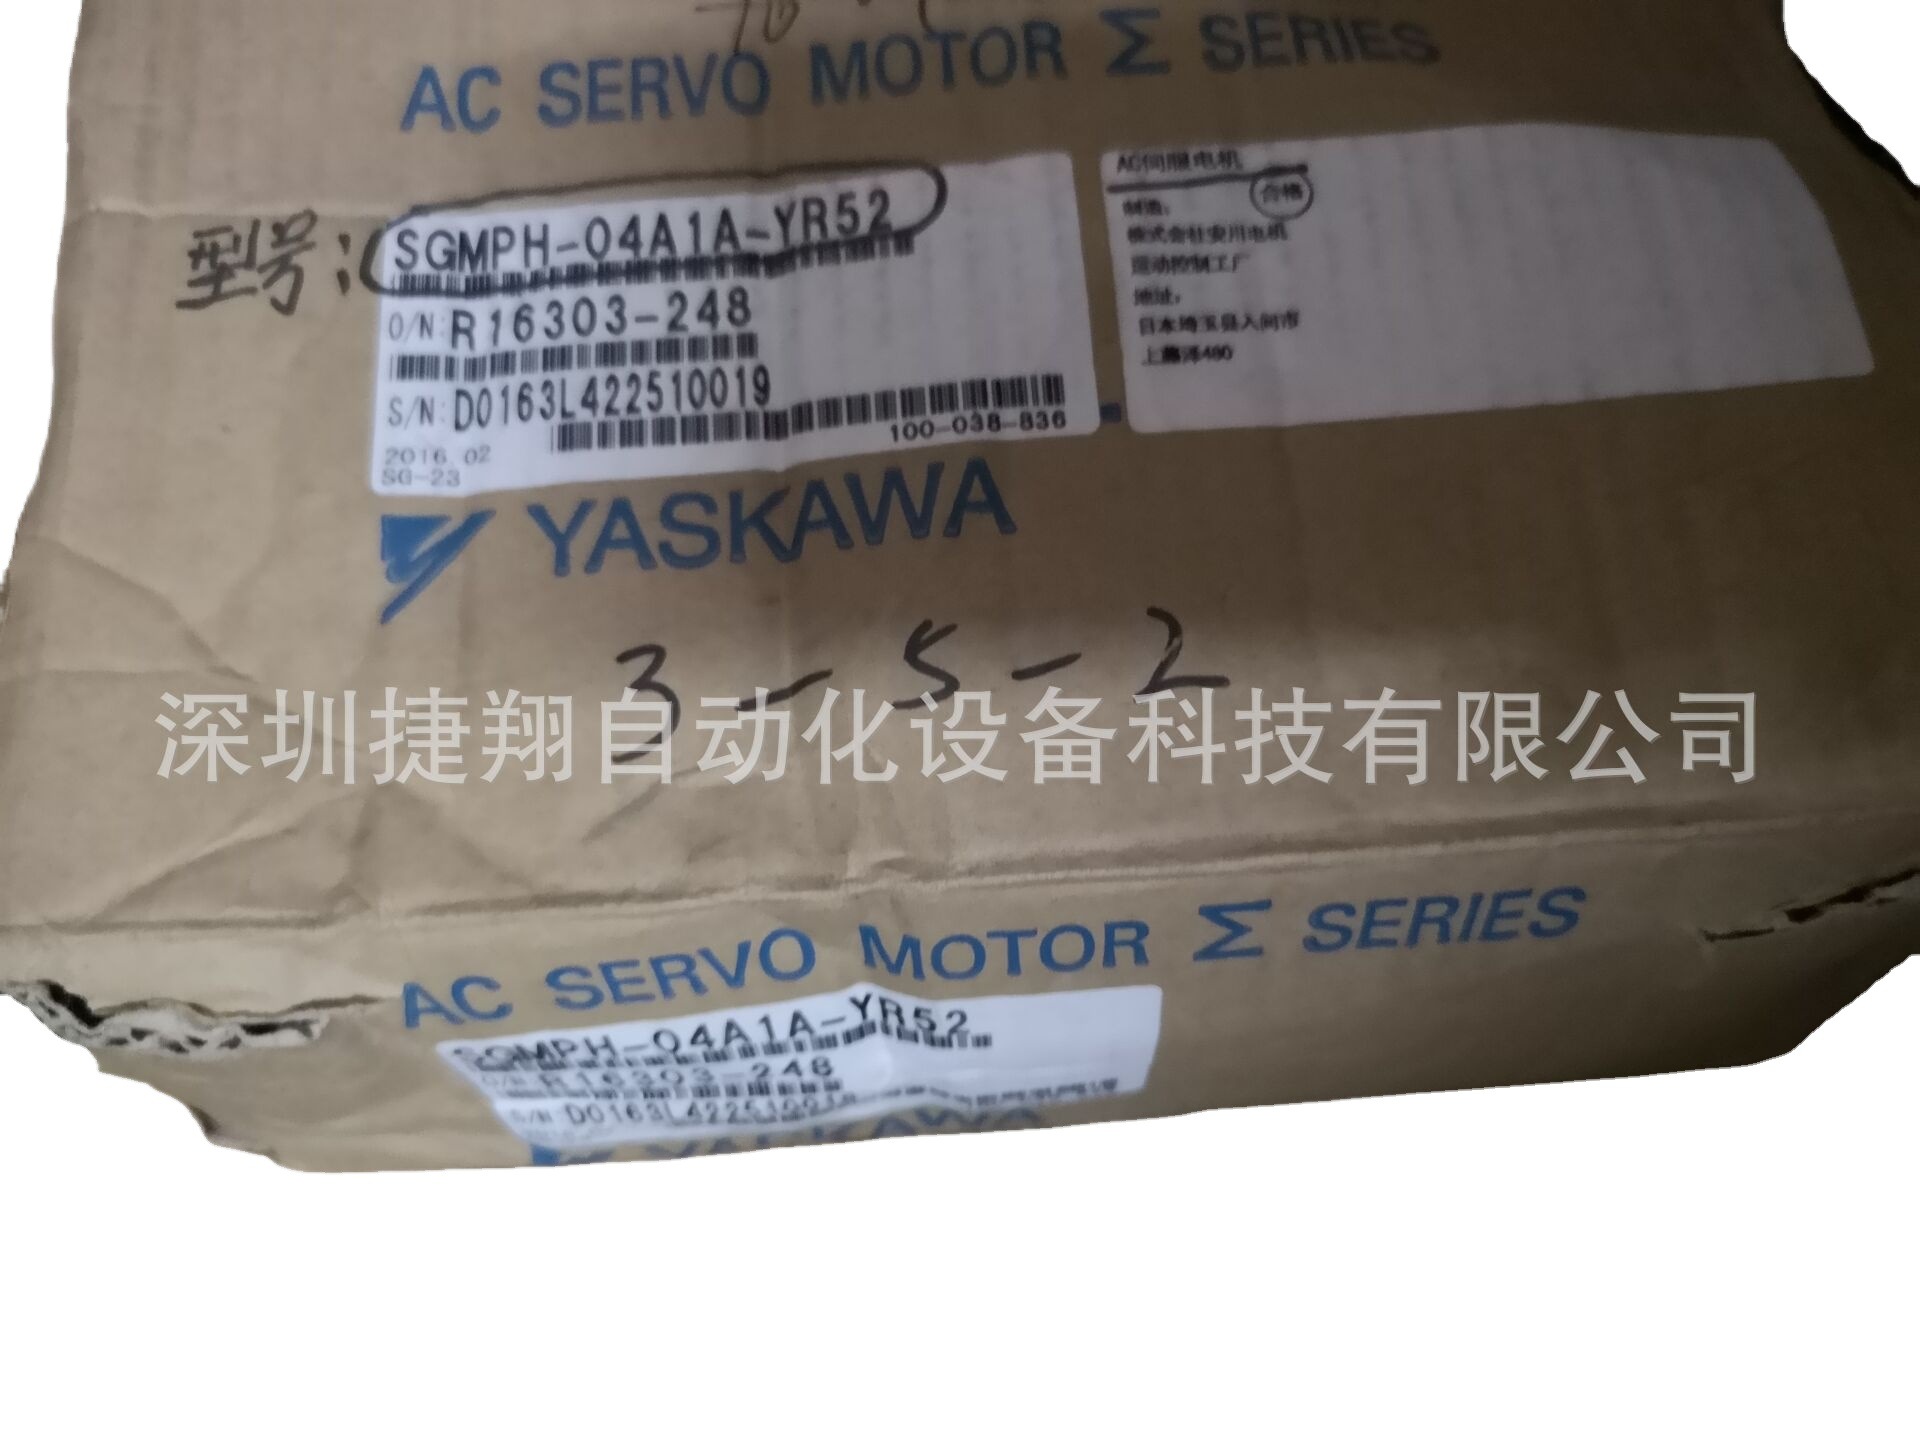 AC SERVO MOTOR Σ SERIES
型号: SGMPH-04A1A-YR52
O/N: R16303-248
S/N: D0163L422510019
100-038-836
2016.02
SG-23
AC伺服电机
合格
制造:
株式会社安川电机
运动控制工厂
地址:
日本埼玉县入间市
上藤泽480
YASKAWA
3-5-2
深圳捷翔自动化设备科技有限公司
AC SERVO MOTOR Σ SERIES
SGMPH-04A1A-YR52
O/N: R16303-248
S/N: D0163L42251001
YASKAWA